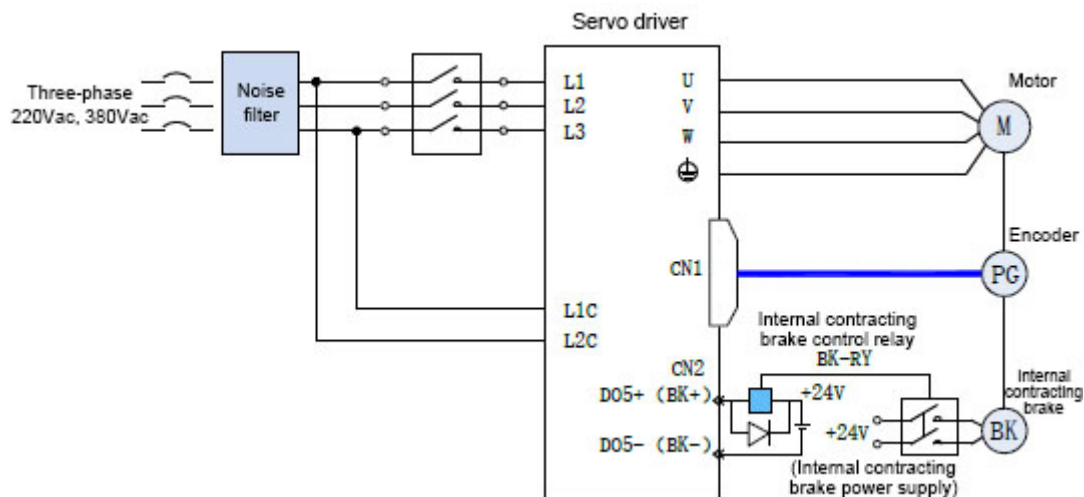 Servo driver
Three-phase
220Vac, 380Vac
Noise
filter
L1
L2
L3
U
V
W
Motor
M
Encoder
PG
CN1
L1C
L2C
Internal contracting
brake control relay
BK-RY
CN2
DO5+ (BK+)
+24V
DO5- (BK-)
+24V
(Internal contracting
brake power supply)
Internal
contracting
brake
BK